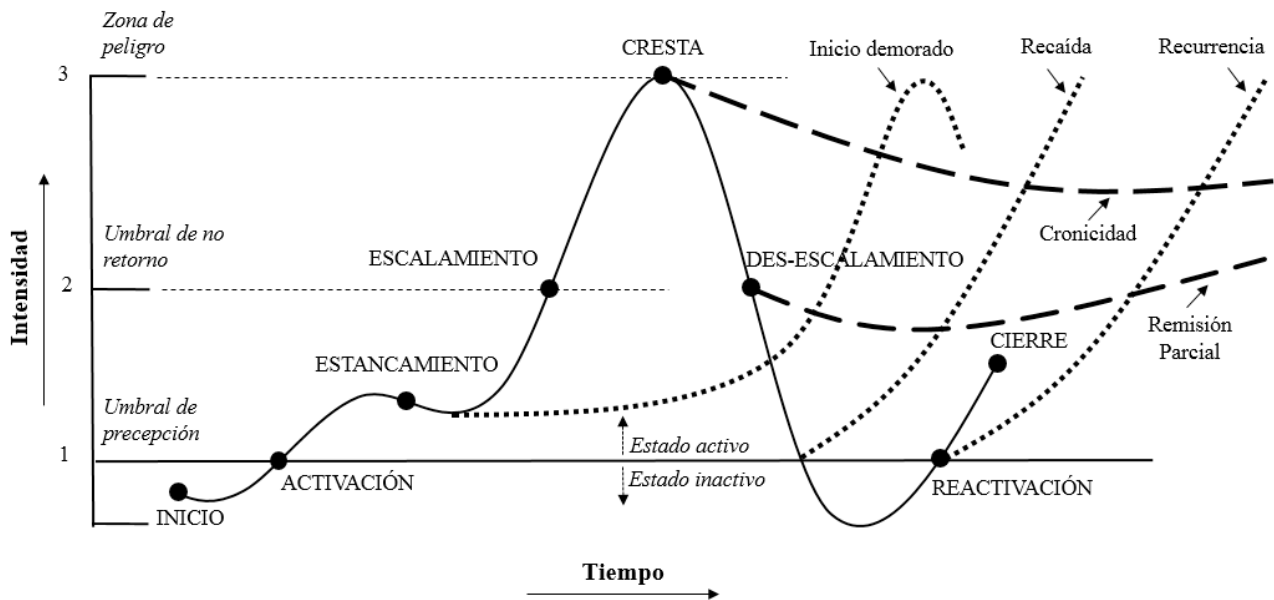 Zona de
peligro
CRESTA
Inicio demorado
Recaída
Recurrencia
3
Intensidad
Umbral de no
retorno
ESCALAMIENTO
DES-ESCALAMIENTO
Cronicidad
2
Remisión
Parcial
CIERRE
ESTANCAMIENTO
Umbral de
precepción
1
Estado activo
Estado inactivo
ACTIVACIÓN
REACTIVACIÓN
INICIO
Tiempo